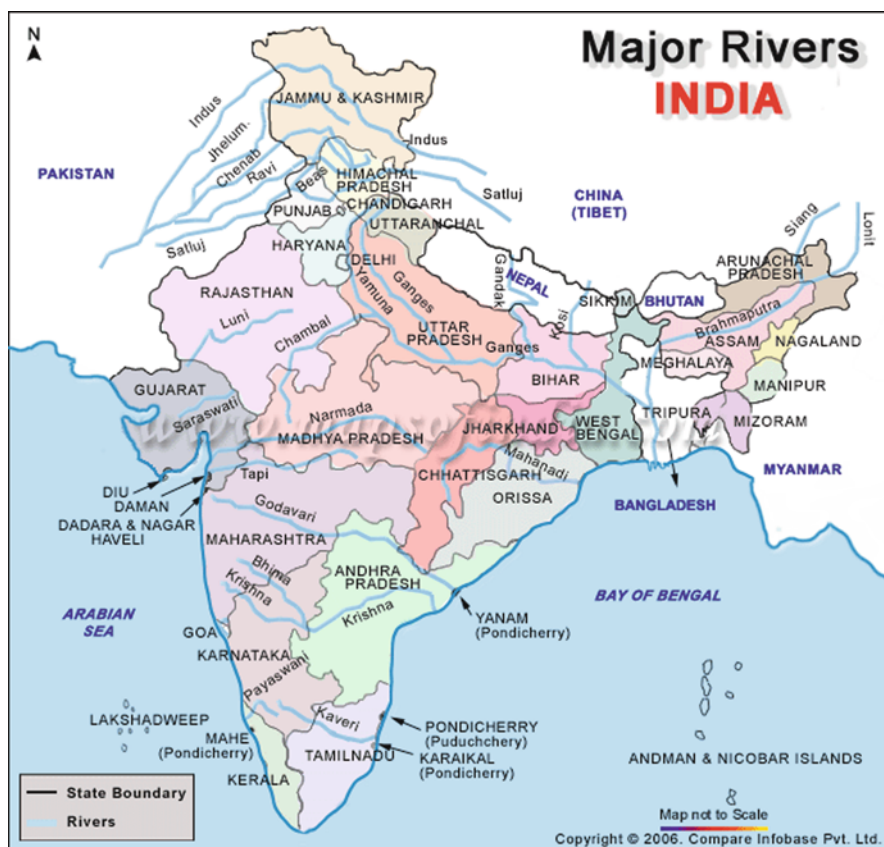 N
Major Rivers
INDIA
JAMMU & KASHMIR
Indus
Jhelum.
Chenab
Ravi
Beas
Indus
PAKISTAN
HIMACHAL
PRADESH
Satluj
CHINA
(TIBET)
CHANDIGARH
PUNJAB
UTTARANCHAL
Satluj
HARYANA
Siang
Lonit
DELHI
ARUNACHAL
PRADESH
RAJASTHAN
Yamuna
Ganges
Gandak
NEPAL
Kosi
SIKKIM
BHUTAN
Brahmaputra
Luni
Chambal
UTTAR
PRADESH
Ganges
ASSAM
NAGALAND
MEGHALAYA
GUJARAT
BIHAR
MANIPUR
Saraswati
Narmada
MADHYA PRADESH
JHARKHAND
WEST
BENGAL
TRIPURA
MIZORAM
Tapi
CHHATTISGARH
Mahanadi
ORISSA
MYANMAR
DIU
DAMAN
DADARA & NAGAR
HAVELI
Godavari
BANGLADESH
MAHARASHTRA
Bhima
ANDHRA
PRADESH
Krishna
Krishna
YANAM
(Pondicherry)
BAY OF BENGAL
ARABIAN
SEA
GOA
KARNATAKA
Payaswani
LAKSHADWEEP
Kaveri
MAHE
(Pondicherry)
PONDICHERRY
(Puduchchery)
TAMILNADU
KARAIKAL
(Pondicherry)
KERALA
ANDMAN & NICOBAR ISLANDS
State Boundary
Rivers
Map not to Scale
Copyright © 2006. Compare Infobase Pvt. Ltd.